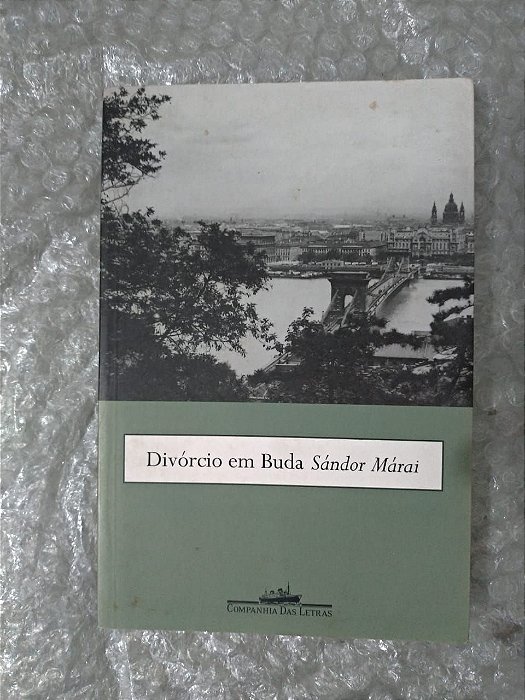 Divórcio em Buda Sándor Márai
COMPANHIA DAS LETRAS